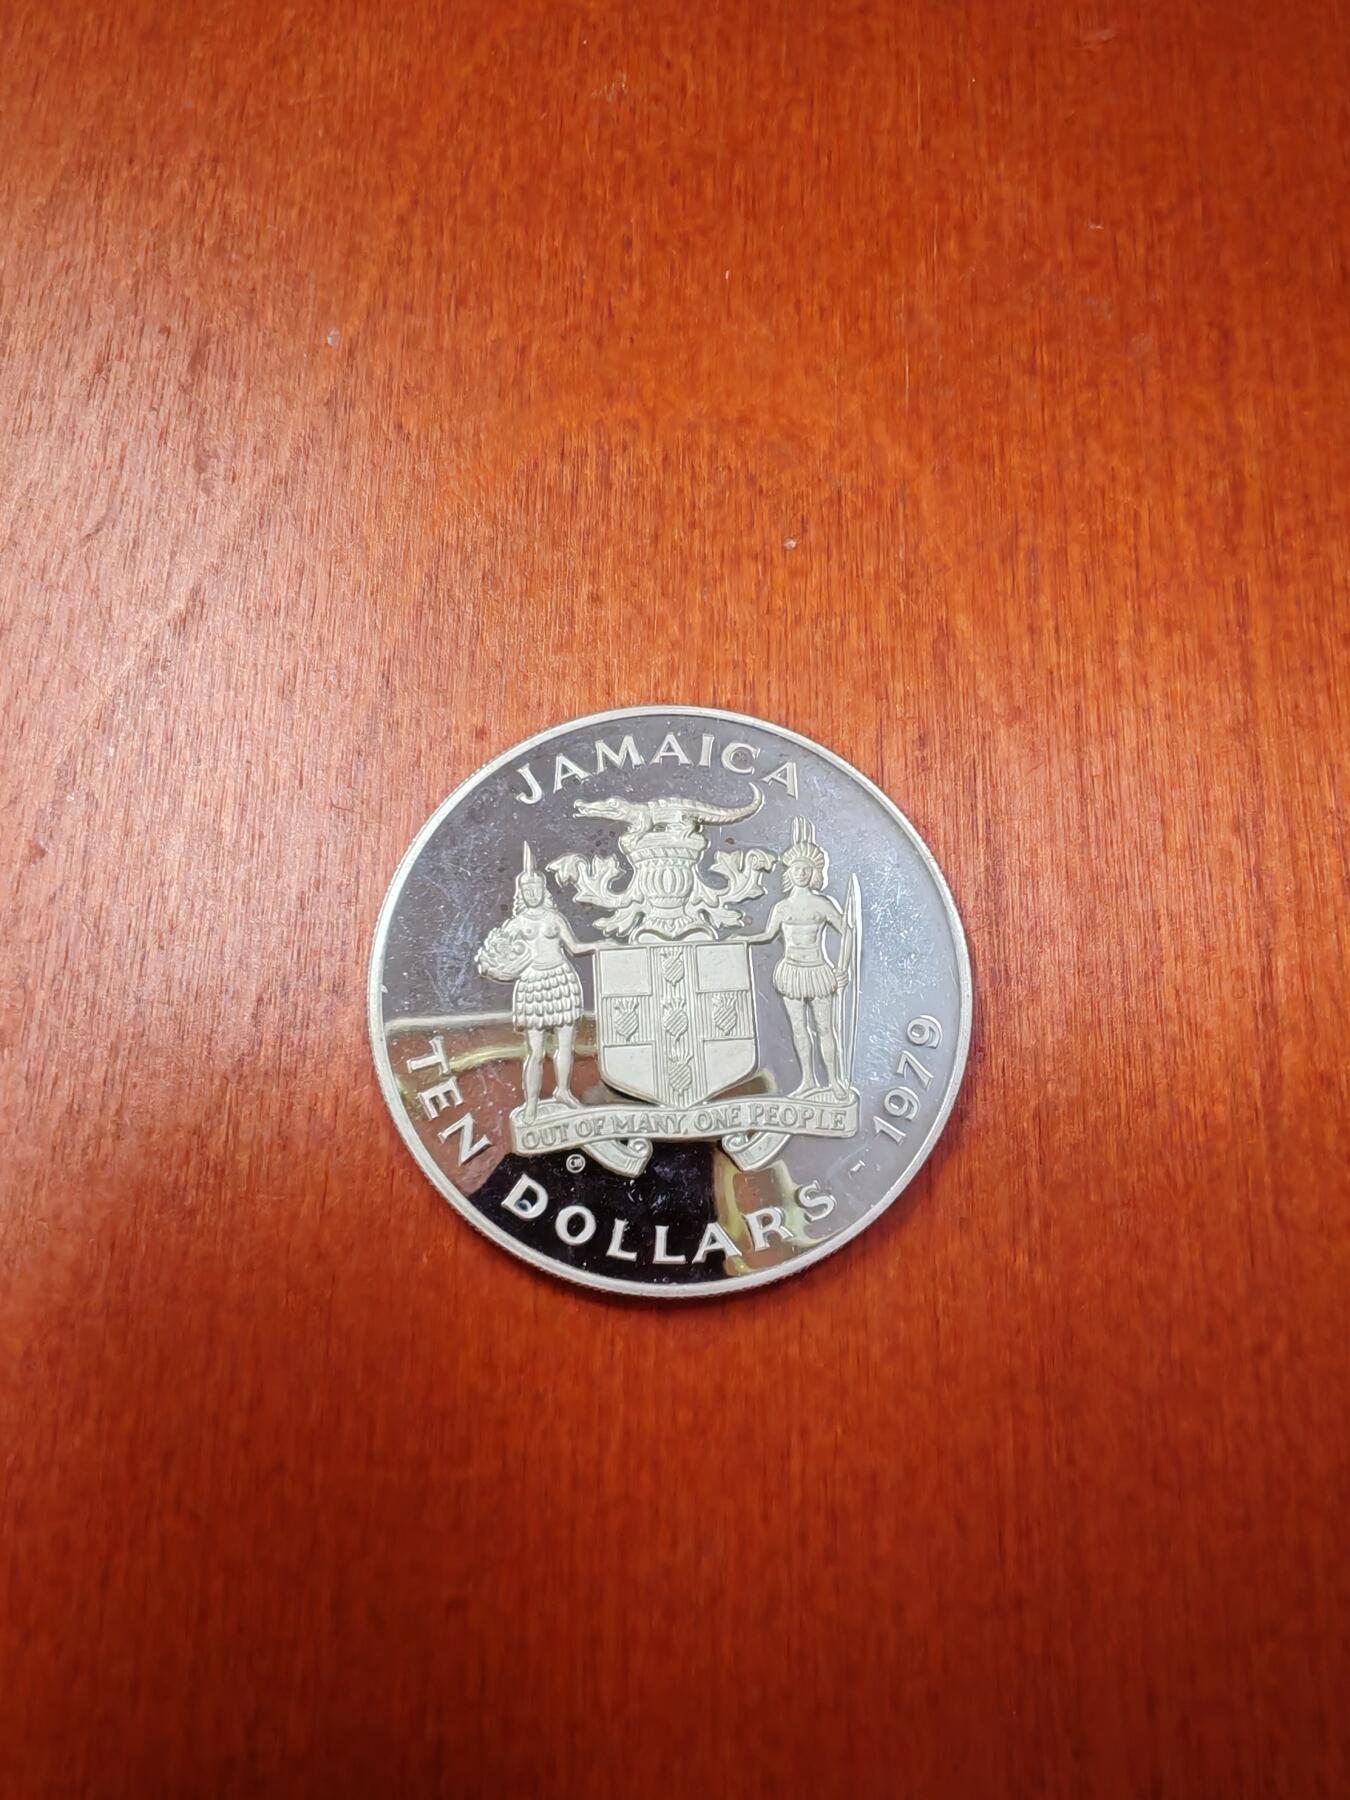 JAMAICA
OUT OF MANY, ONE PEOPLE
TEN DOLLARS - 1979